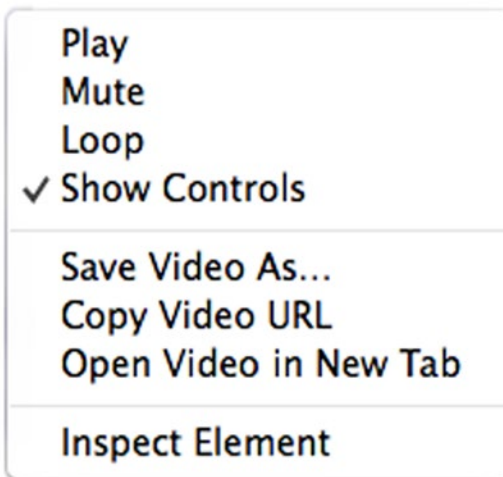 Play
Mute
Loop
✓ Show Controls
Save Video As...
Copy Video URL
Open Video in New Tab
Inspect Element